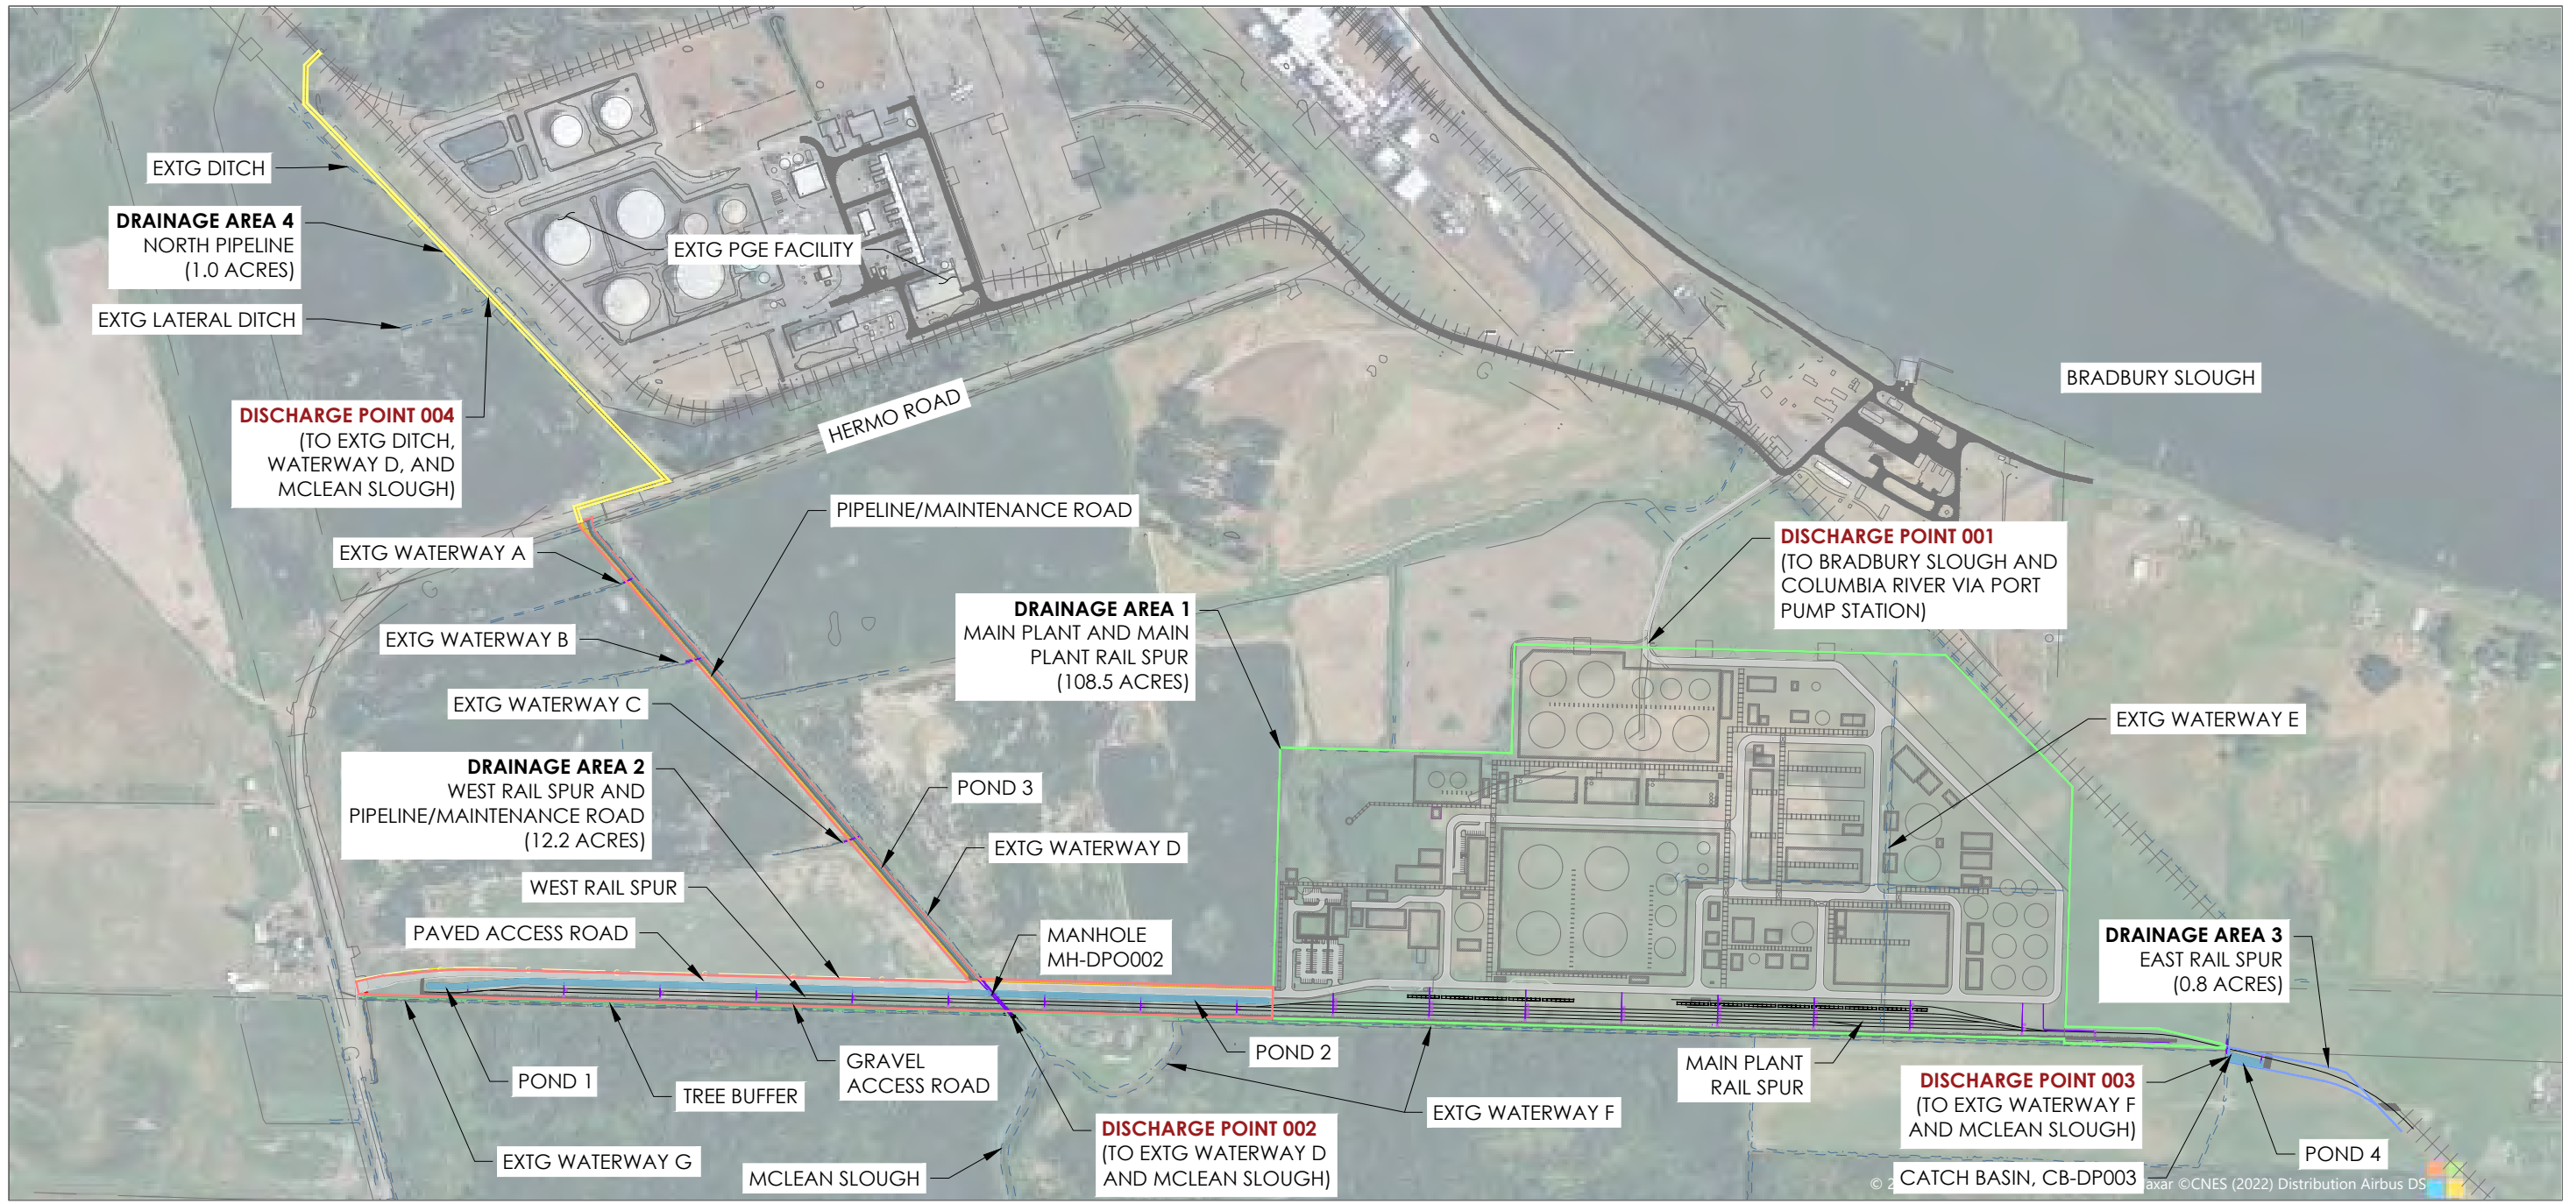 EXTG DITCH
DRAINAGE AREA 4
NORTH PIPELINE
(1.0 ACRES)
EXTG LATERAL DITCH
DISCHARGE POINT 004
(TO EXTG DITCH,
WATERWAY D, AND
MCLEAN SLOUGH)
EXTG PGE FACILITY
HERMO ROAD
BRADBURY SLOUGH
PIPELINE/MAINTENANCE ROAD
EXTG WATERWAY A
EXTG WATERWAY B
EXTG WATERWAY C
DISCHARGE POINT 001
(TO BRADBURY SLOUGH AND
COLUMBIA RIVER VIA PORT
PUMP STATION)
DRAINAGE AREA 1
MAIN PLANT AND MAIN
PLANT RAIL SPUR
(108.5 ACRES)
EXTG WATERWAY E
DRAINAGE AREA 2
WEST RAIL SPUR AND
PIPELINE/MAINTENANCE ROAD
(12.2 ACRES)
POND 3
EXTG WATERWAY D
WEST RAIL SPUR
PAVED ACCESS ROAD
MANHOLE
MH-DPO002
DRAINAGE AREA 3
EAST RAIL SPUR
(0.8 ACRES)
POND 1
TREE BUFFER
GRAVEL
ACCESS ROAD
POND 2
EXTG WATERWAY F
MAIN PLANT
RAIL SPUR
DISCHARGE POINT 003
(TO EXTG WATERWAY F
AND MCLEAN SLOUGH)
EXTG WATERWAY G
MCLEAN SLOUGH
DISCHARGE POINT 002
(TO EXTG WATERWAY D
AND MCLEAN SLOUGH)
CATCH BASIN, CB-DP003
POND 4
G
G
G
© 2
axar ©CNES (2022) Distribution Airbus DS